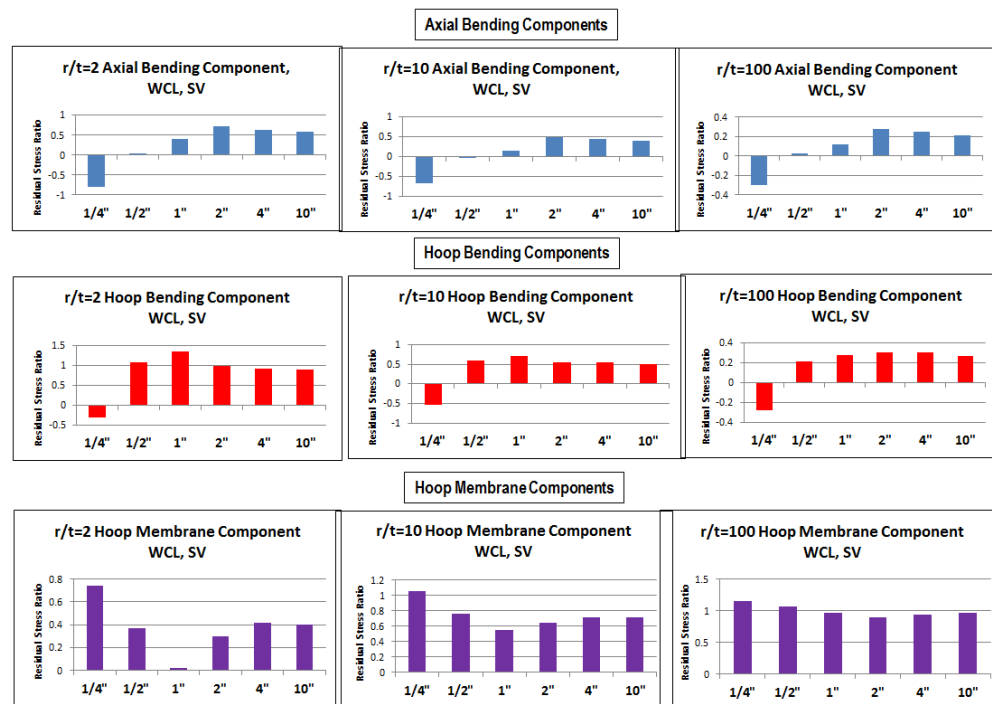 Axial Bending Components
r/t=2 Axial Bending Component,
WCL, SV
Residual Stress Ratio
1
0.5
0
-0.5
-1
1/4" 1/2" 1" 2" 4" 10"
r/t=10 Axial Bending Component,
WCL, SV
Residual Stress Ratio
1
0.5
0
-0.5
-1
1/4" 1/2" 1" 2" 4" 10"
r/t=100 Axial Bending Component
WCL, SV
Residual Stress Ratio
0.4
0.2
0
-0.2
-0.4
1/4" 1/2" 1" 2" 4" 10"
Hoop Bending Components
r/t=2 Hoop Bending Component
WCL, SV
Residual Stress Ratio
1.5
1
0.5
0
-0.5
1/4" 1/2" 1" 2" 4" 10"
r/t=10 Hoop Bending Component
WCL, SV
Residual Stress Ratio
1
0.5
0
-0.5
-1
1/4" 1/2" 1" 2" 4" 10"
r/t=100 Hoop Bending Component
WCL, SV
Residual Stress Ratio
0.4
0.2
0
-0.2
-0.4
1/4" 1/2" 1" 2" 4" 10"
Hoop Membrane Components
r/t=2 Hoop Membrane Component
WCL, SV
Residual Stress Ratio
0.8
0.6
0.4
0.2
0
1/4" 1/2" 1" 2" 4" 10"
r/t=10 Hoop Membrane Component
WCL, SV
Residual Stress Ratio
1.2
1
0.8
0.6
0.4
0.2
0
1/4" 1/2" 1" 2" 4" 10"
r/t=100 Hoop Membrane Component
WCL, SV
Residual Stress Ratio
1.5
1
0.5
0
1/4" 1/2" 1" 2" 4" 10"